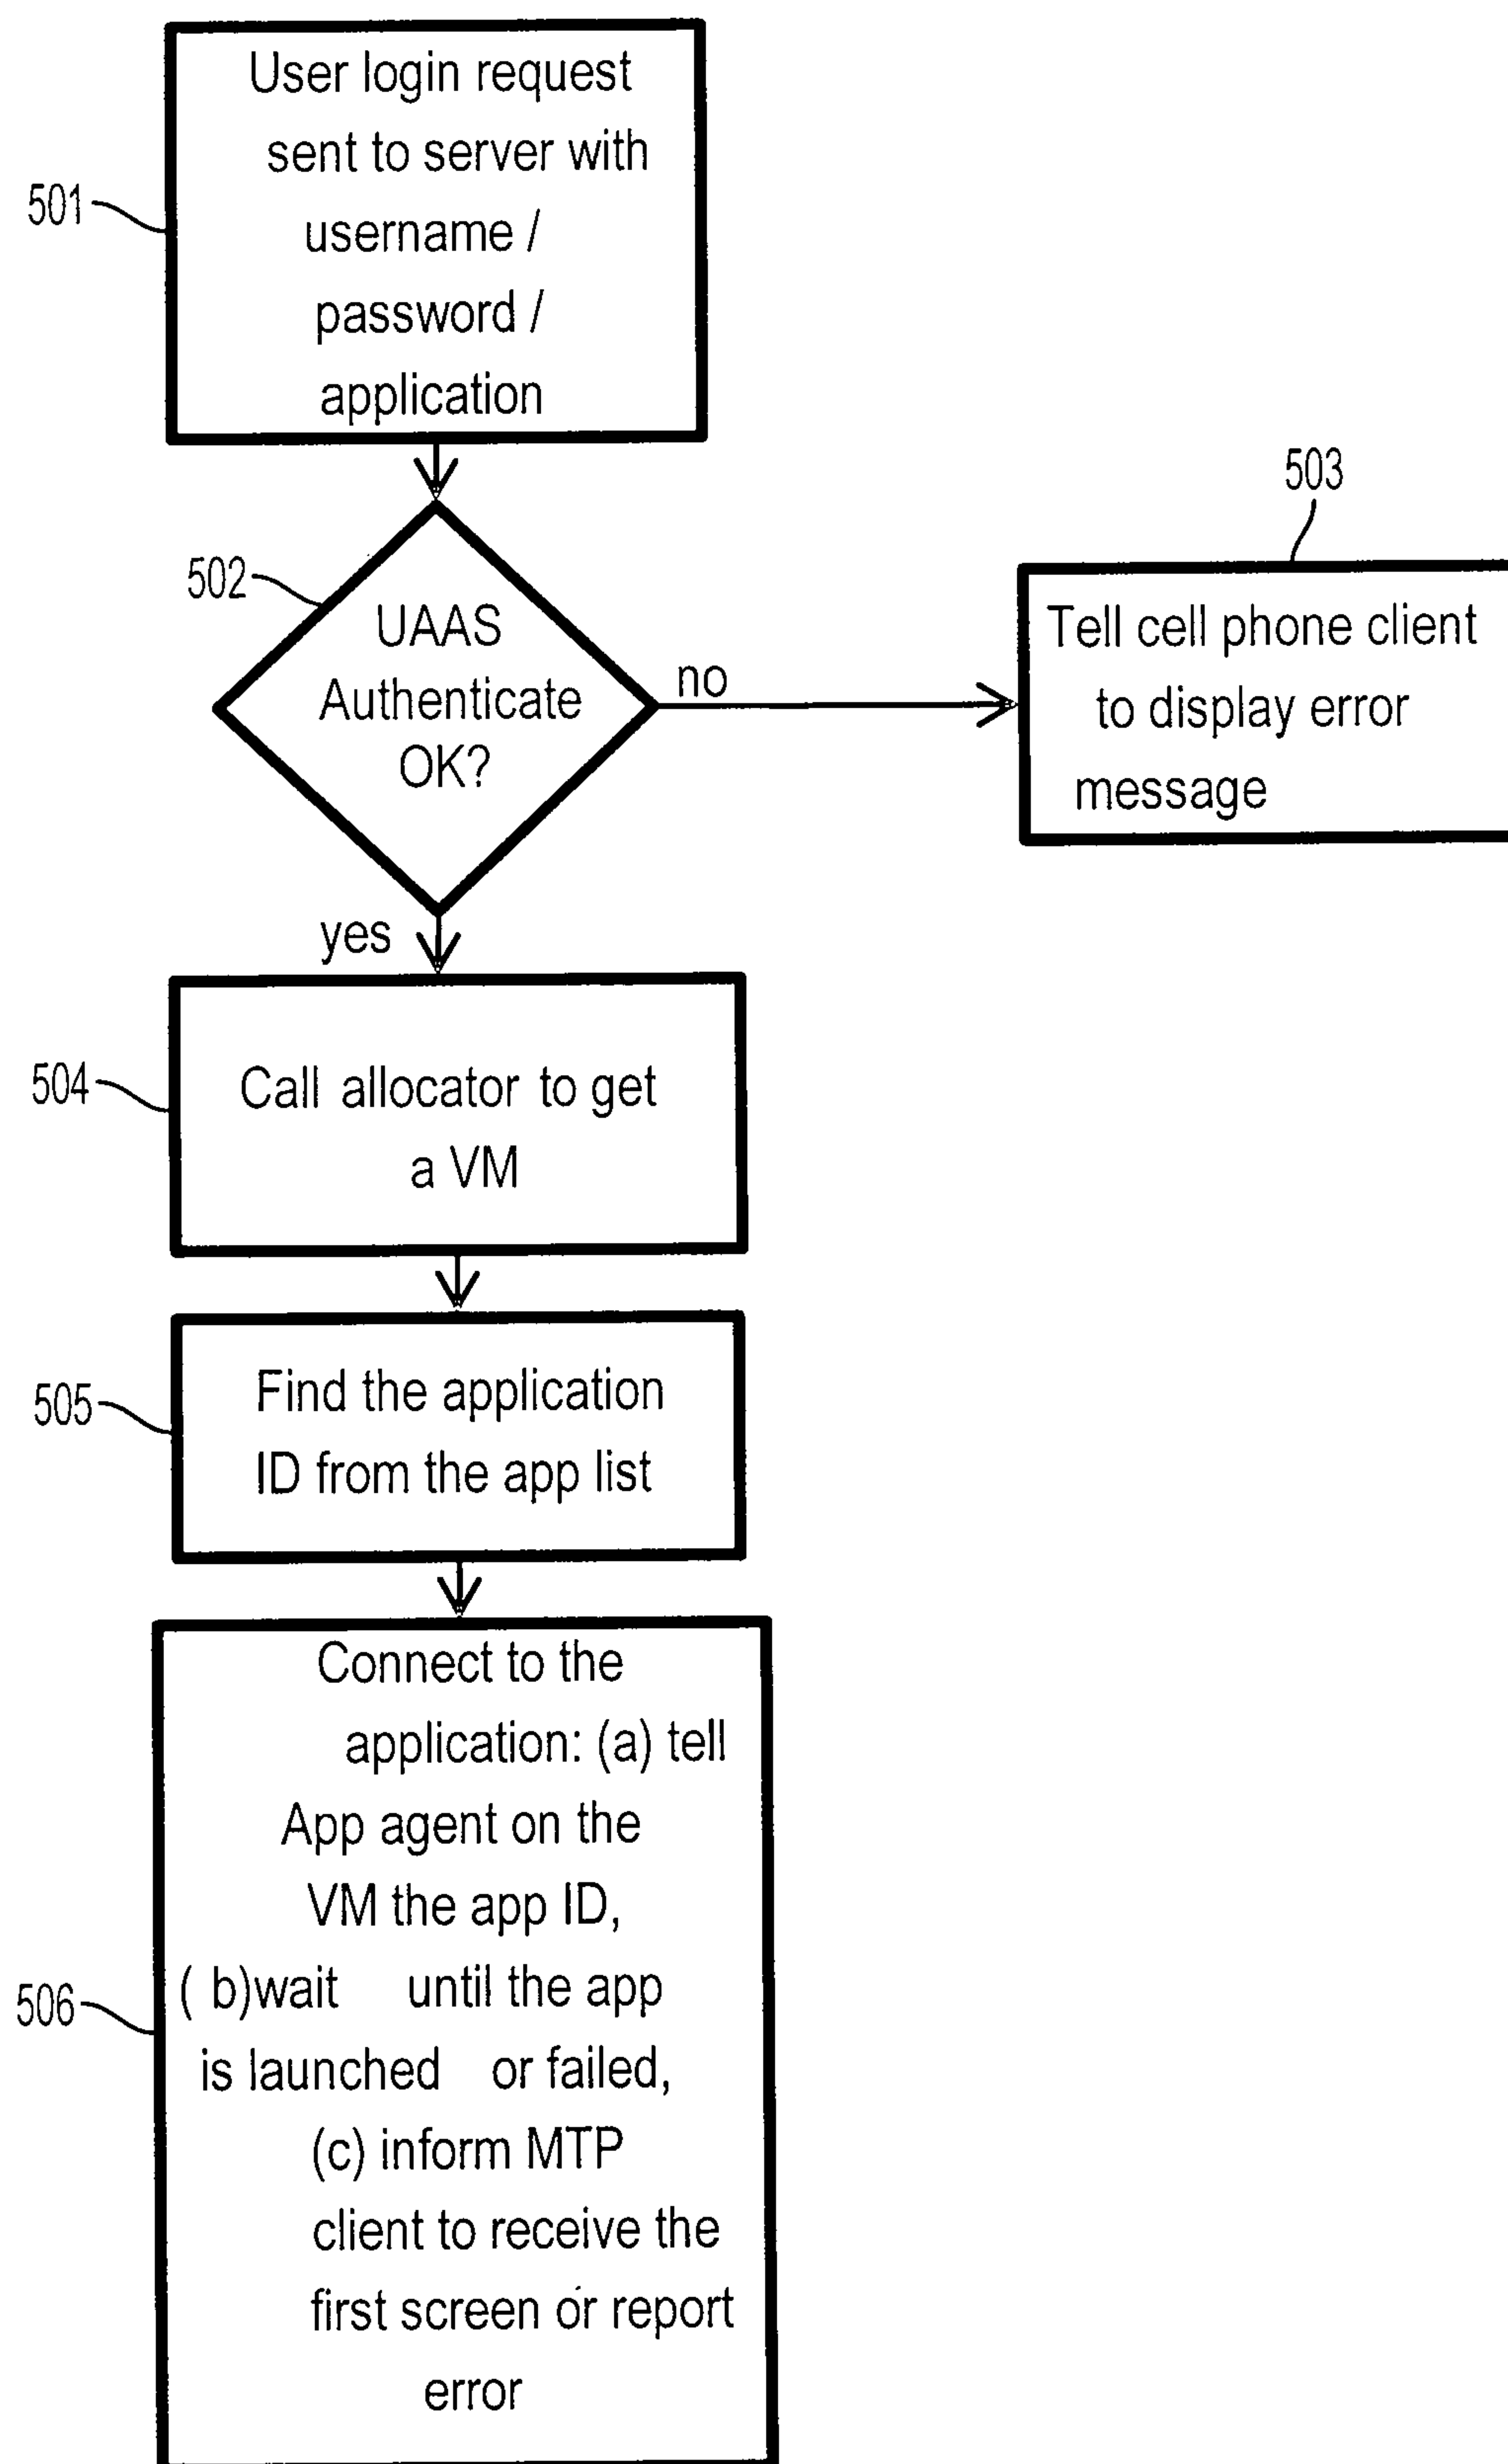 User login request
sent to server with
username /
password /
application
501
502
UAAS
Authenticate
OK?
no
503
Tell cell phone client
to display error
message
yes
504
Call allocator to get
a VM
505
Find the application
ID from the app list
506
Connect to the
application: (a) tell
App agent on the
VM the app ID,
( b)wait until the app
is launched or failed,
(c) inform MTP
client to receive the
first screen or report
error